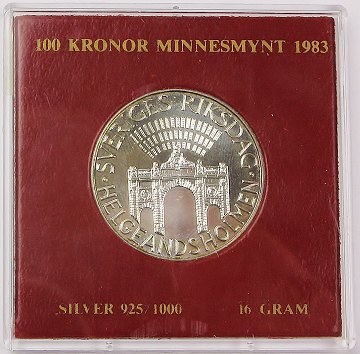 100 KRONOR MINNESMYNT 1983
SVERIGES RIKSDAG
HELGEANDSHOLMEN
SILVER 925/1000 16 GRAM